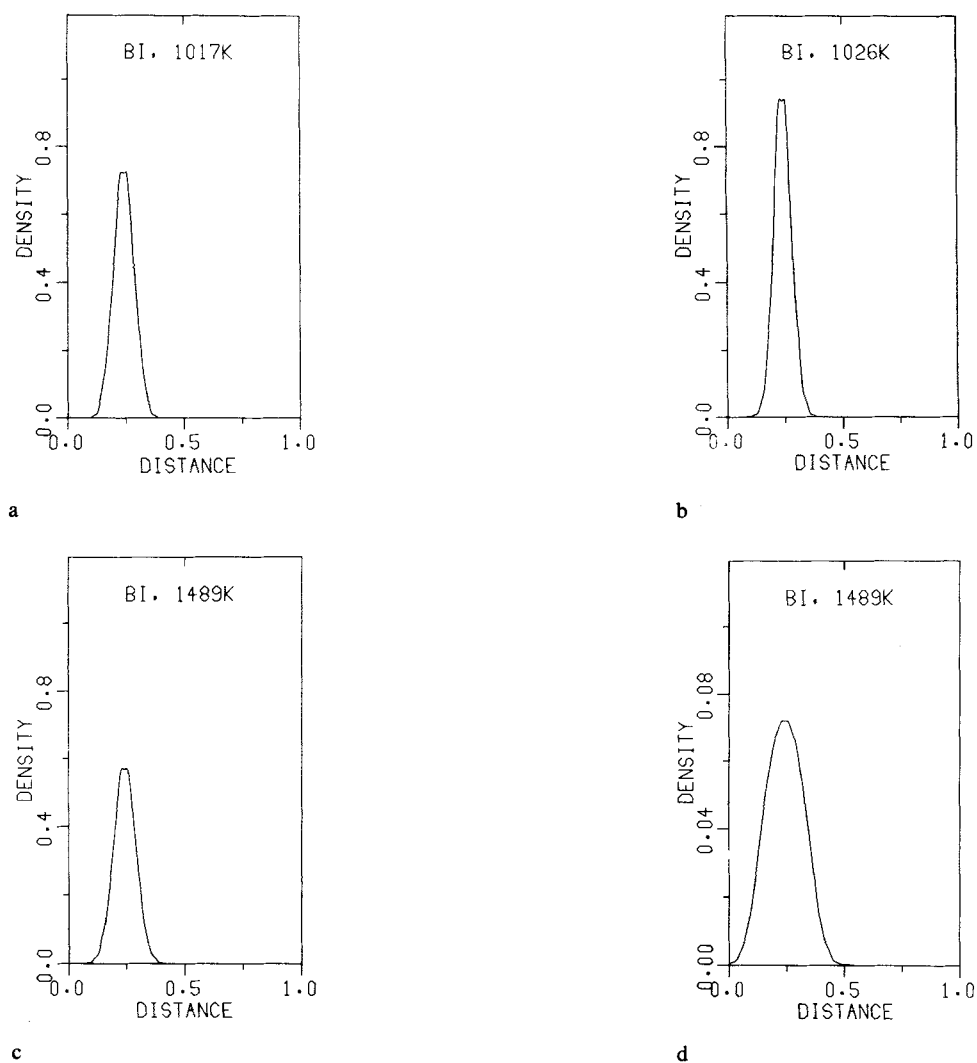 BI. 1017K
DENSITY
0.8
0.4
0.0
0.0 0.5 1.0
DISTANCE
a
BI. 1026K
DENSITY
0.8
0.4
0.0
0.0 0.5 1.0
DISTANCE
b
BI. 1489K
DENSITY
0.8
0.4
0.0
0.0 0.5 1.0
DISTANCE
c
BI. 1489K
DENSITY
0.08
0.04
0.00
0.0 0.5 1.0
DISTANCE
d